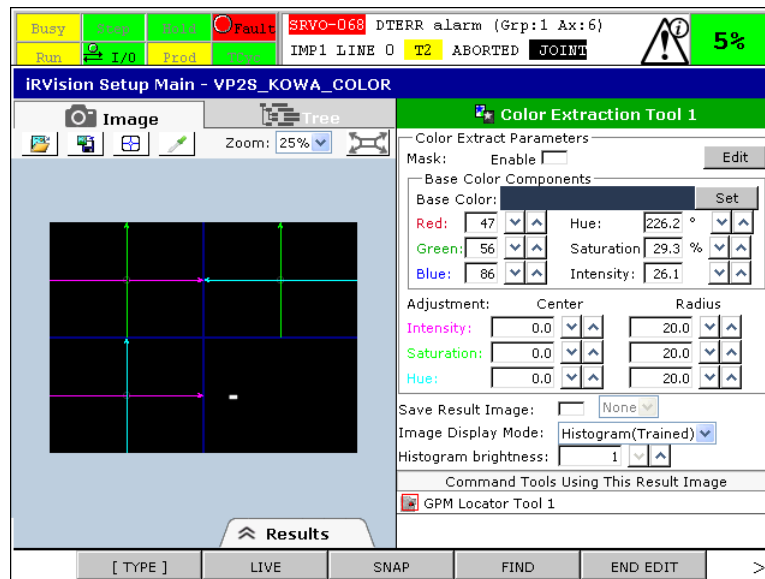 Busy Step Hold Fault SRVO-068 DTERR alarm (Grp:1 Ax:6)
Run I/O Prod TCyc IMP1 LINE 0 T2 ABORTED JOINT 5%
iRVision Setup Main - VP2S_KOWA_COLOR
Image Tree
Color Extraction Tool 1
Zoom: 25%
Color Extract Parameters
Mask: Enable Edit
Base Color Components
Base Color: Set
Red: 47 Hue: 226.2 °
Green: 56 Saturation 29.3 %
Blue: 86 Intensity: 26.1
Adjustment: Center Radius
Intensity: 0.0 20.0
Saturation: 0.0 20.0
Hue: 0.0 20.0
Save Result Image: None
Image Display Mode: Histogram(Trained)
Histogram brightness: 1
Command Tools Using This Result Image
GPM Locator Tool 1
Results
[ TYPE ] LIVE SNAP FIND END EDIT >